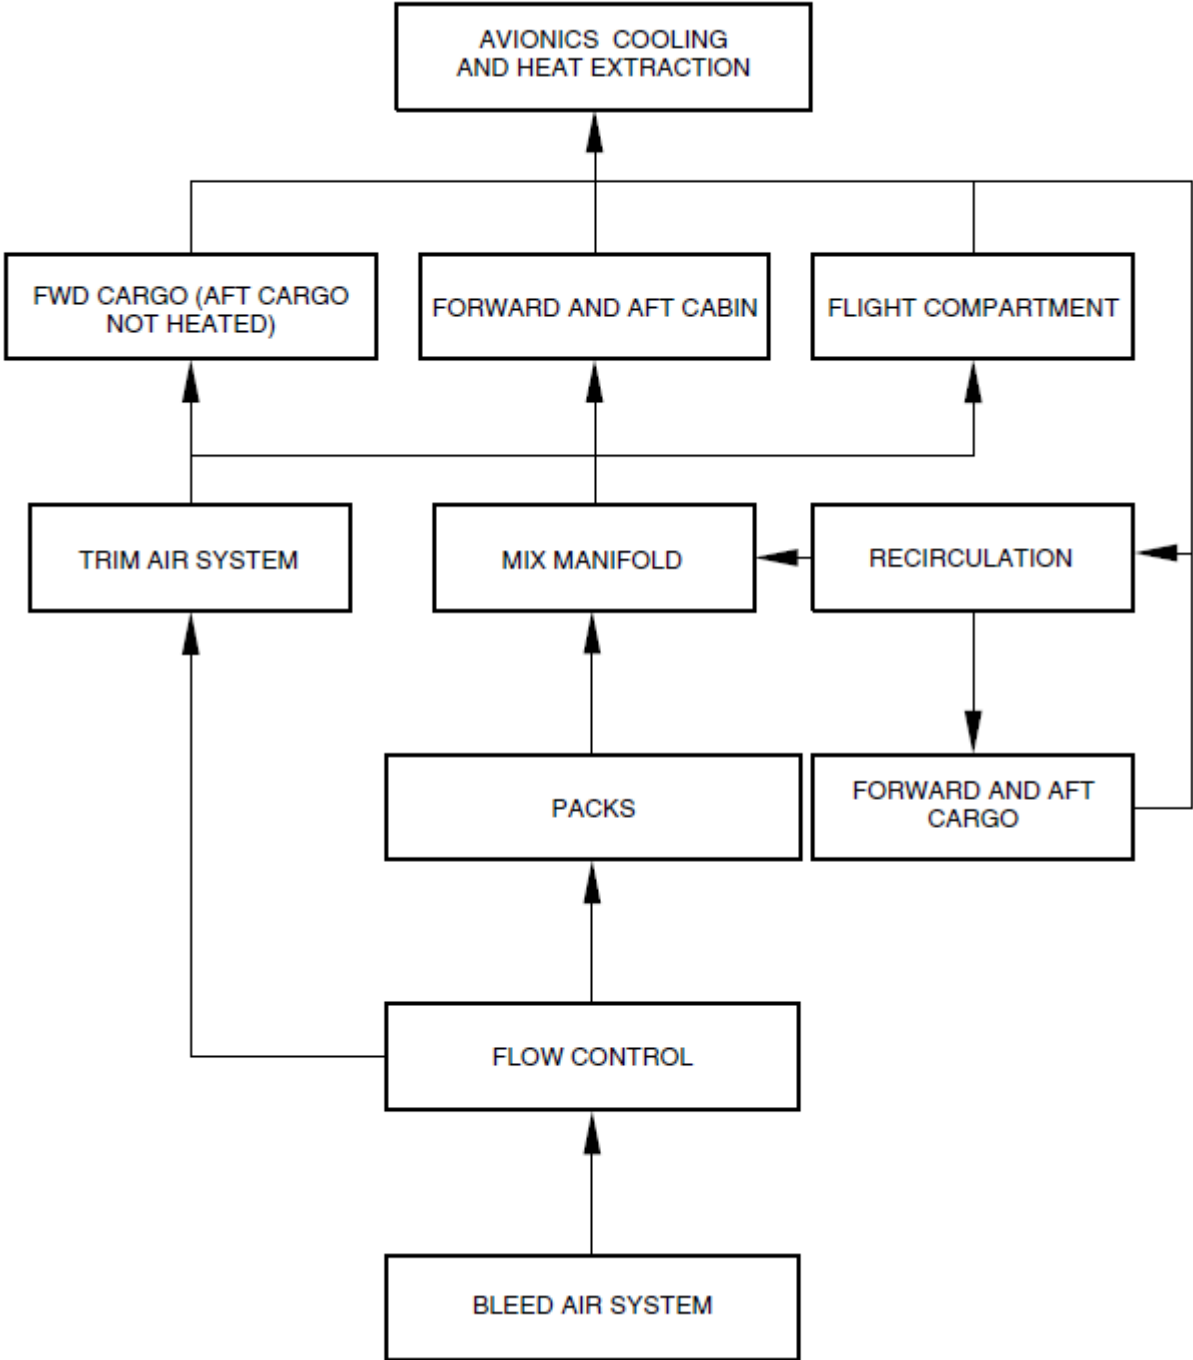 AVIONICS COOLING
AND HEAT EXTRACTION
FWD CARGO (AFT CARGO
NOT HEATED)
FORWARD AND AFT CABIN
FLIGHT COMPARTMENT
TRIM AIR SYSTEM
MIX MANIFOLD
RECIRCULATION
PACKS
FORWARD AND AFT
CARGO
FLOW CONTROL
BLEED AIR SYSTEM